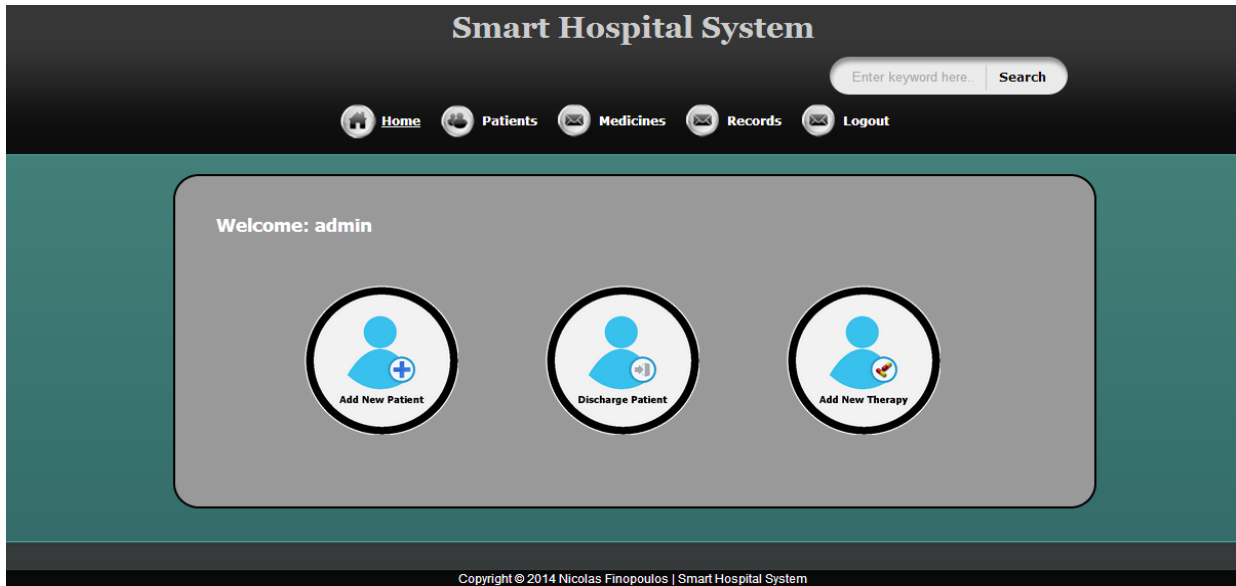 Smart Hospital System
Enter keyword here.. Search
Home Patients Medicines Records Logout
Welcome: admin
Add New Patient Discharge Patient Add New Therapy
Copyright © 2014 Nicolas Finopoulos | Smart Hospital System